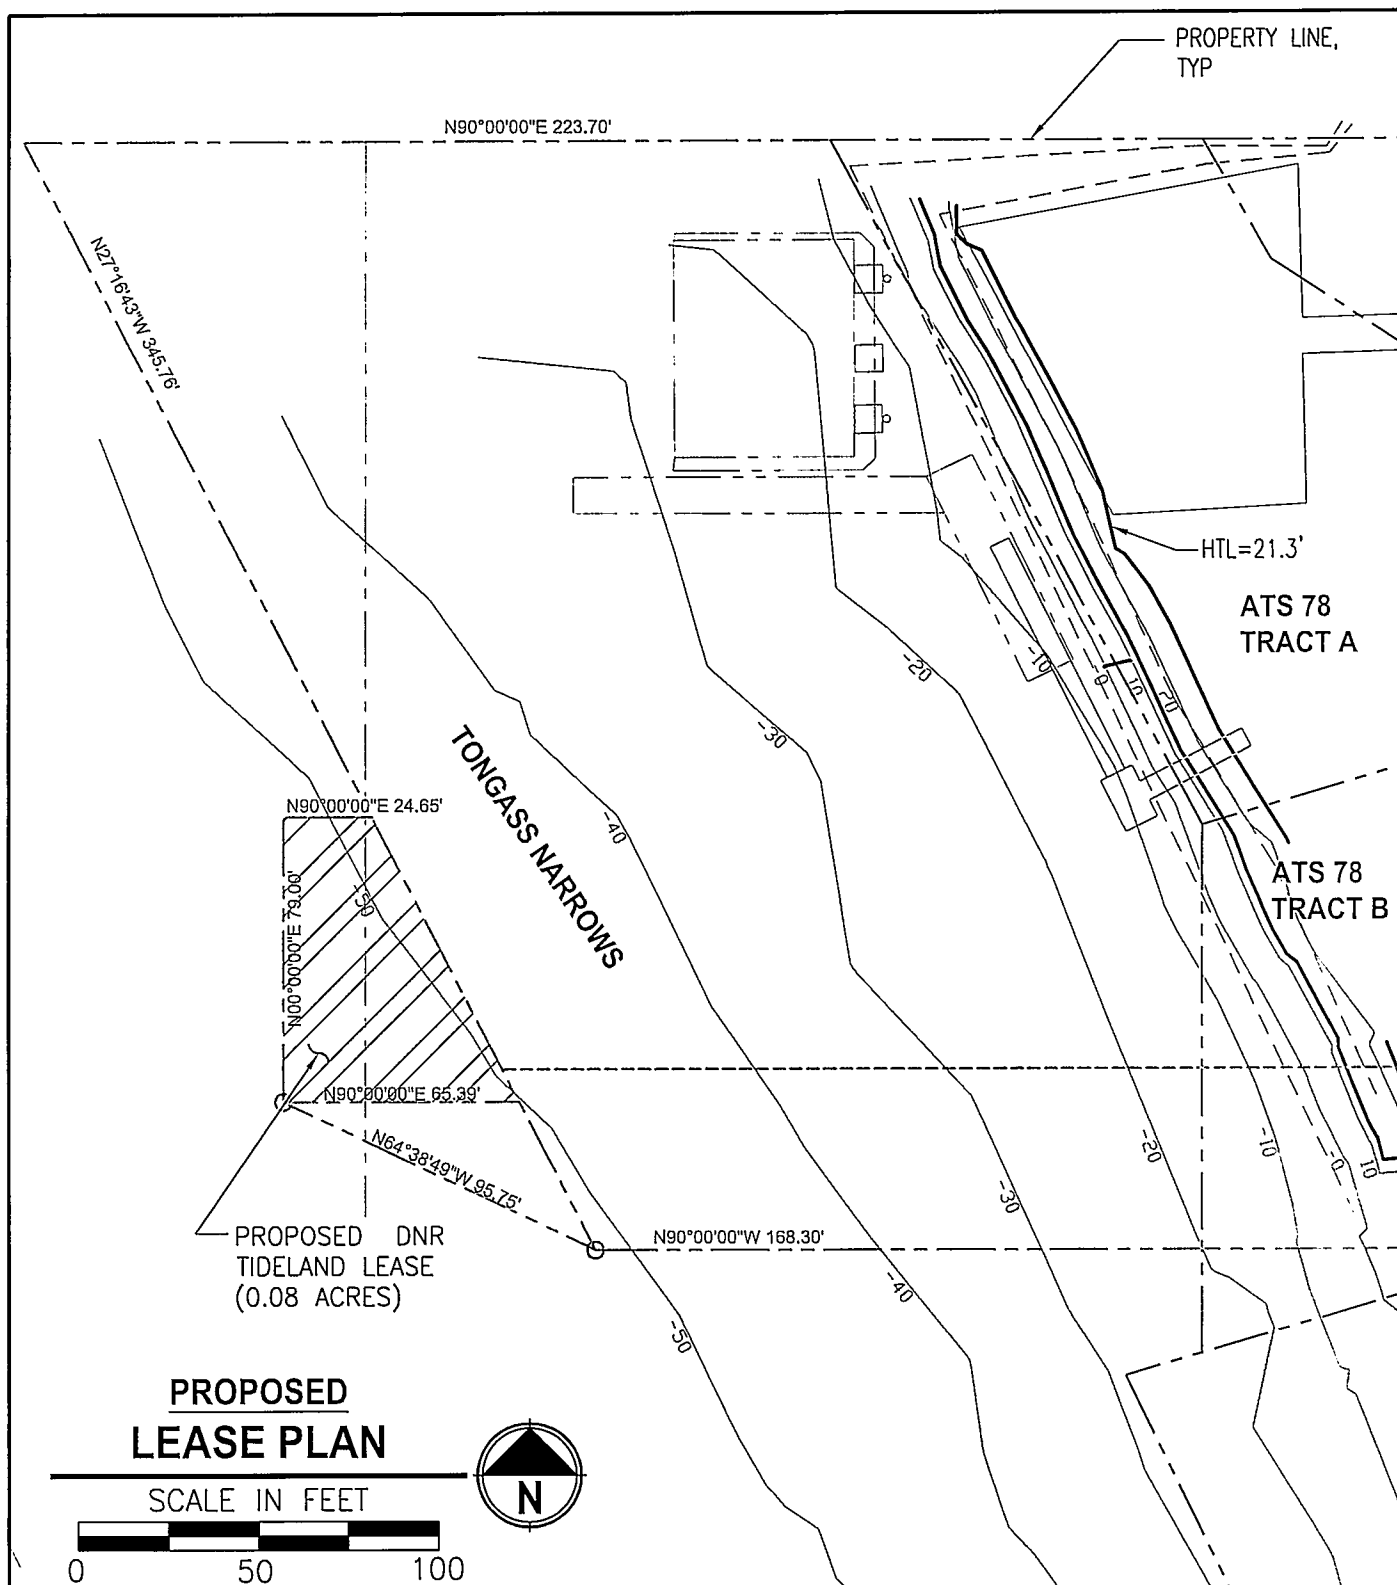 PROPERTY LINE,
TYP
N90°00'00"E 223.70'
N27°16'43"W 345.76'
HTL=21.3'
ATS 78
TRACT A
-10
0
10
20
-20
-30
-40
TONGASS NARROWS
N90°00'00"E 24.65'
N00°00'00"E 79.00'
-50
ATS 78
TRACT B
N90°00'00"E 65.39'
N64°38'49"W 95.75'
-20
-10
0
10
-30
N90°00'00"W 168.30'
-40
-50
PROPOSED DNR
TIDELAND LEASE
(0.08 ACRES)
PROPOSED
LEASE PLAN
N
SCALE IN FEET
0 50 100